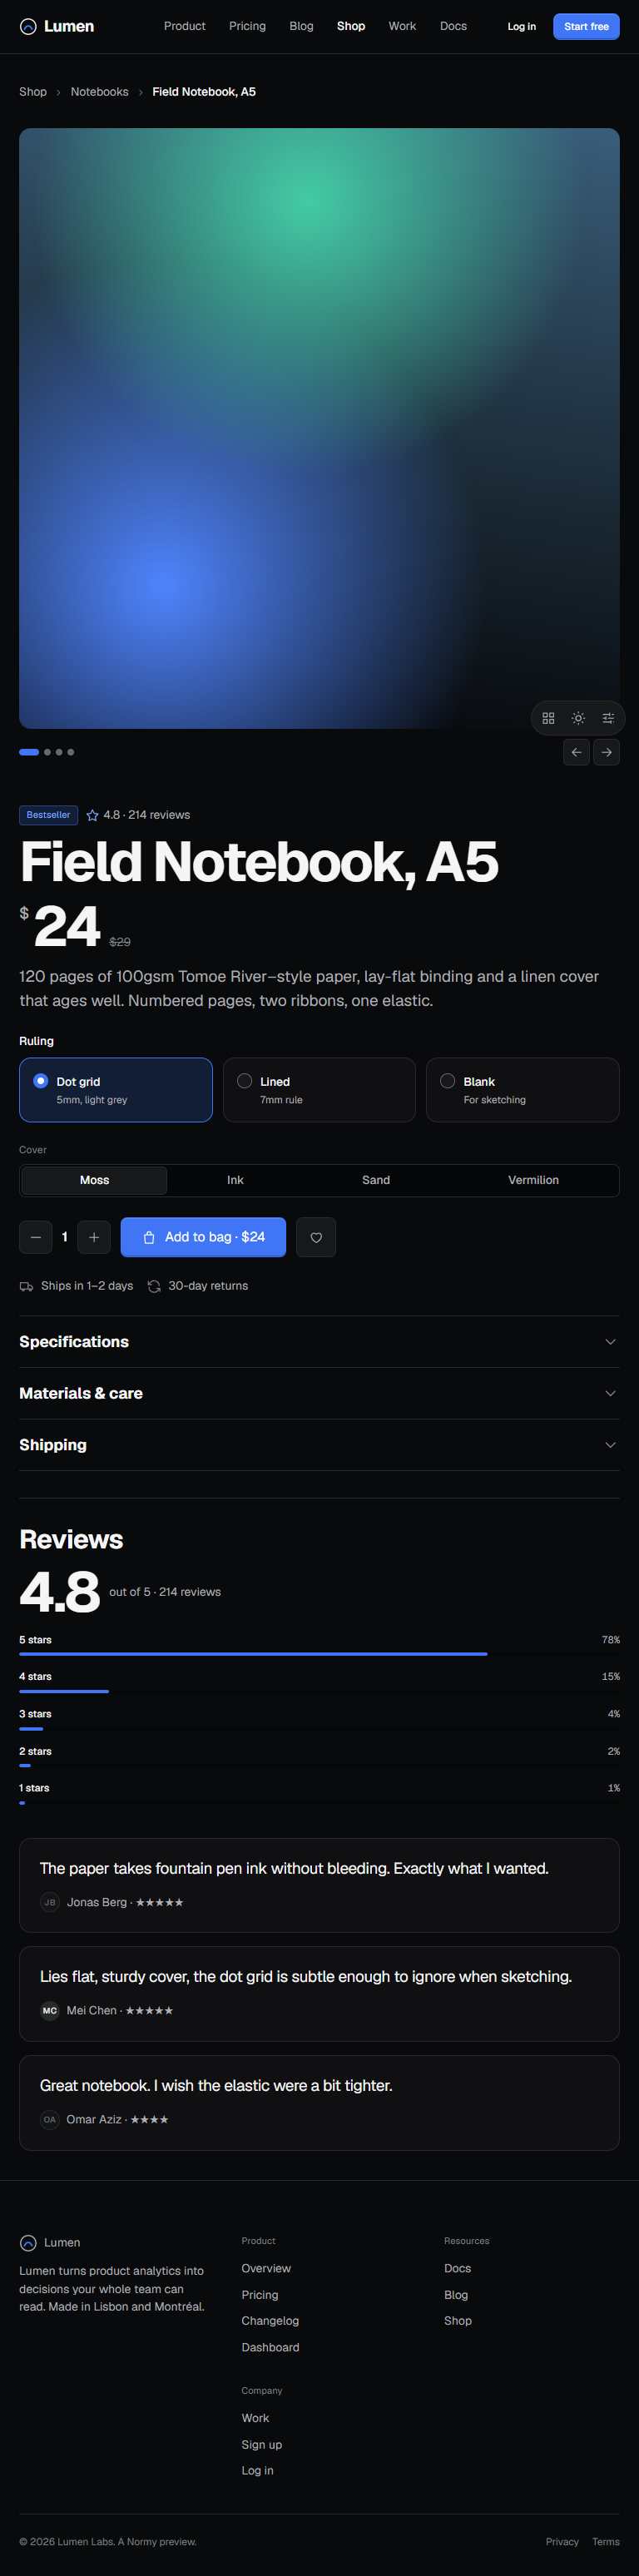 Lumen
Product Pricing Blog Shop Work Docs Log in Start free
Shop › Notebooks › Field Notebook, A5
Bestseller 4.8 · 214 reviews
Field Notebook, A5
$ 24 $29
120 pages of 100gsm Tomoe River–style paper, lay-flat binding and a linen cover
that ages well. Numbered pages, two ribbons, one elastic.
Ruling
Dot grid
5mm, light grey
Lined
7mm rule
Blank
For sketching
Cover
Moss Ink Sand Vermilion
1
Add to bag · $24
Ships in 1–2 days 30-day returns
Specifications
Materials & care
Shipping
Reviews
4.8 out of 5 · 214 reviews
5 stars 78%
4 stars 15%
3 stars 4%
2 stars 2%
1 stars 1%
The paper takes fountain pen ink without bleeding. Exactly what I wanted.
JB Jonas Berg · ★★★★★
Lies flat, sturdy cover, the dot grid is subtle enough to ignore when sketching.
MC Mei Chen · ★★★★★
Great notebook. I wish the elastic were a bit tighter.
OA Omar Aziz · ★★★★
Lumen
Lumen turns product analytics into
decisions your whole team can
read. Made in Lisbon and Montréal.
Product
Overview
Pricing
Changelog
Dashboard
Resources
Docs
Blog
Shop
Company
Work
Sign up
Log in
© 2026 Lumen Labs. A Normy preview.
Privacy Terms